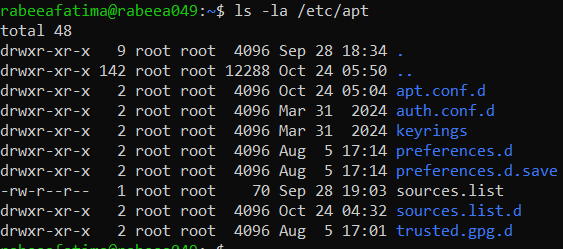 rabeeafatima@rabeea049:~$ ls -la /etc/apt
total 48
drwxr-xr-x   9 root root  4096 Sep 28 18:34 .
drwxr-xr-x 142 root root 12288 Oct 24 05:50 ..
drwxr-xr-x   2 root root  4096 Oct 24 05:04 apt.conf.d
drwxr-xr-x   2 root root  4096 Mar 31  2024 auth.conf.d
drwxr-xr-x   2 root root  4096 Mar 31  2024 keyrings
drwxr-xr-x   2 root root  4096 Aug  5 17:14 preferences.d
drwxr-xr-x   2 root root  4096 Aug  5 17:14 preferences.d.save
-rw-r--r--   1 root root    70 Sep 28 19:03 sources.list
drwxr-xr-x   2 root root  4096 Oct 24 04:32 sources.list.d
drwxr-xr-x   2 root root  4096 Aug  5 17:01 trusted.gpg.d